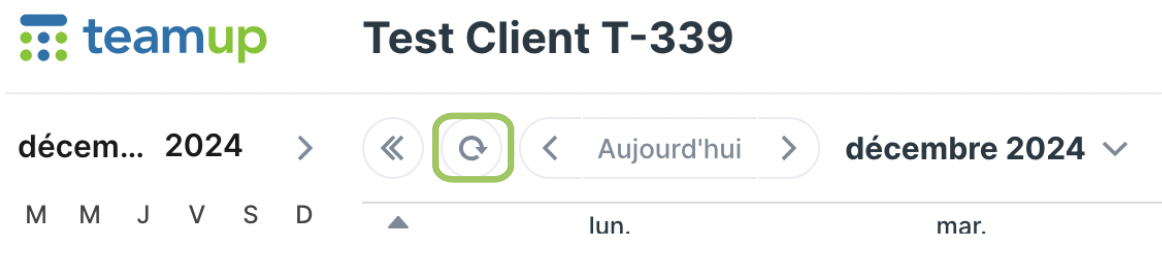 teamup Test Client T-339
décem... 2024 Aujourd'hui décembre 2024
M M J V S D
lun. mar.